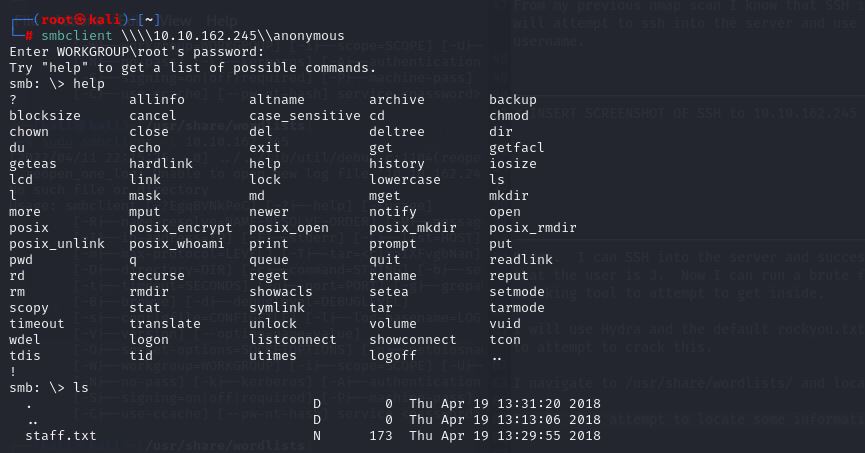 ┌──(root㉿kali)-[~]
└─# smbclient \\\\10.10.162.245\\anonymous
Enter WORKGROUP\root's password:
Try "help" to get a list of possible commands.
smb: \> help
? allinfo altname archive backup
blocksize cancel case_sensitive cd chmod
chown close del deltree dir
du echo exit get getfacl
geteas hardlink help history iosize
lcd link lock lowercase ls
l mask md mget mkdir
more mput newer notify open
posix posix_encrypt posix_open posix_mkdir posix_rmdir
posix_unlink posix_whoami print prompt put
pwd q queue quit readlink
rd recurse reget rename reput
rm rmdir showacls setea setmode
scopy stat symlink tar tarmode
timeout translate unlock volume vuid
wdel logon listconnect showconnect tcon
tdis tid utimes logoff ..
!
smb: \> ls
. D 0 Thu Apr 19 13:31:20 2018
.. D 0 Thu Apr 19 13:13:06 2018
staff.txt N 173 Thu Apr 19 13:29:55 2018
From my previous nmap scan I know that SSH i
will attempt to ssh into the server and use
username.
INSERT SCREENSHOT OF SSH to 10.10.162.245
I can SSH into the server and succes
at the user is J. Now I can run a brute
king tool to attempt to get inside.
will use Hydra and the default rockyou.txt
to attempt to crack this.
I navigate to /usr/share/wordlists/ and loca
attempt to locate some informati